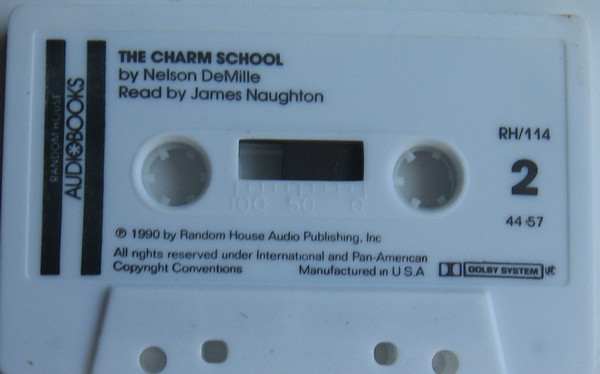 THE CHARM SCHOOL
by Nelson DeMille
Read by James Naughton
RANDOM HOUSE
AUDIOBOOKS
RH/114
2
44:57
100 50 0
℗ 1990 by Random House Audio Publishing, Inc
All rights reserved under International and Pan-American
Copyright Conventions
Manufactured in U S A
DOLBY SYSTEM